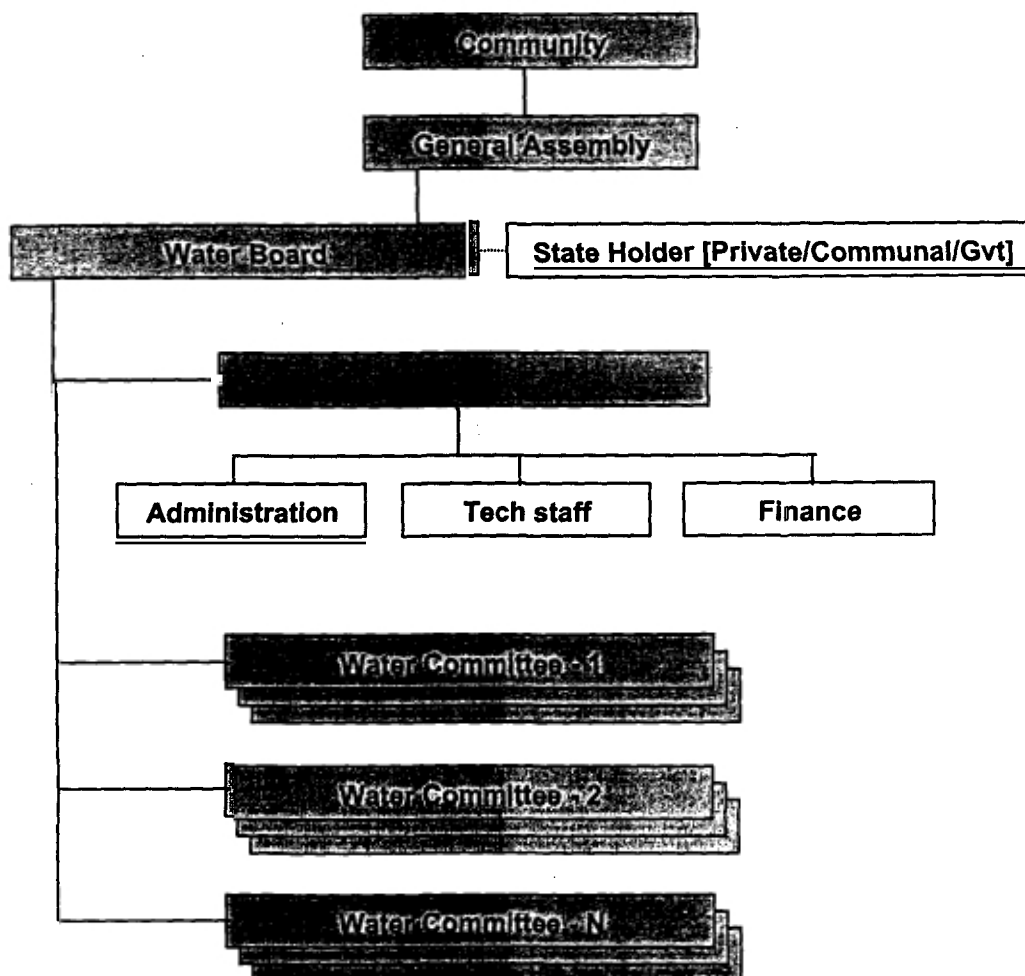 Community
General Assembly
Water Board
State Holder [Private/Communal/Gvt]
Administration
Tech staff
Finance
Water Committee - 1
Water Committee - 2
Water Committee - N